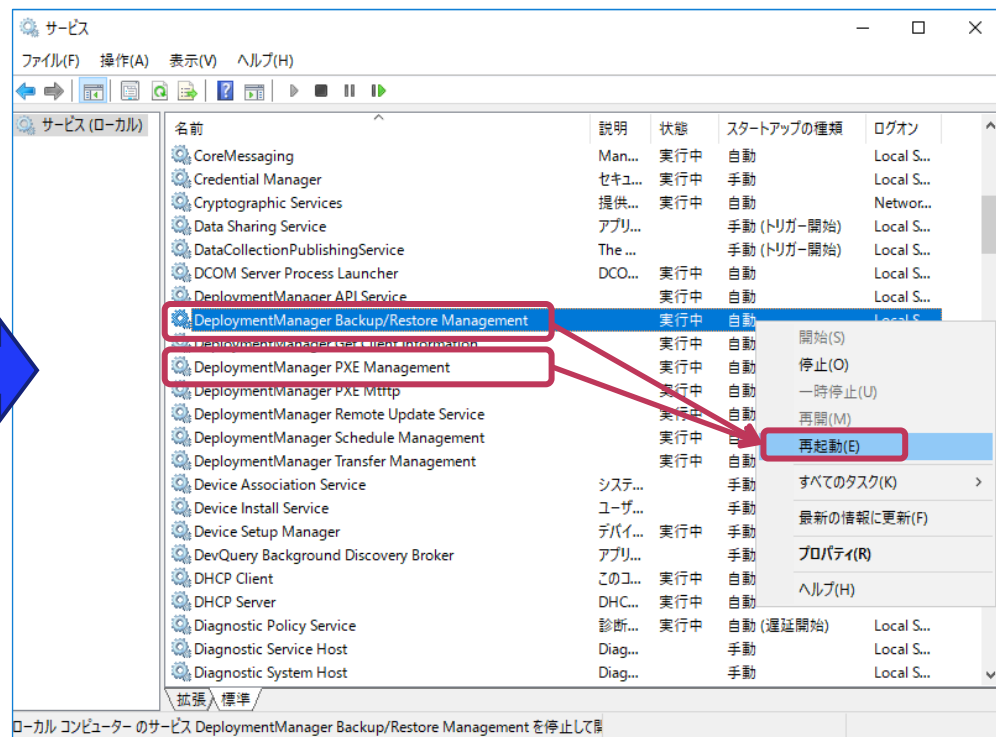 サービス
ファイル(F) 操作(A) 表示(V) ヘルプ(H)
サービス (ローカル)
名前 説明 状態 スタートアップの種類 ログオン
CoreMessaging Man... 実行中 自動 Local S...
Credential Manager セキュ... 実行中 手動 Local S...
Cryptographic Services 提供... 実行中 自動 Networ...
Data Sharing Service アプリ... 手動 (トリガー開始) Local S...
DataCollectionPublishingService The ... 手動 (トリガー開始) Local S...
DCOM Server Process Launcher DCO... 実行中 自動 Local S...
DeploymentManager API Service 実行中 自動 Local S...
DeploymentManager Backup/Restore Management 実行中 自動 Local S
DeploymentManager Get Client Information 実行中 自動
DeploymentManager PXE Management 実行中 自動
DeploymentManager PXE Mtftp 実行中 自動
DeploymentManager Remote Update Service 実行中 自動
DeploymentManager Schedule Management 実行中
DeploymentManager Transfer Management 実行中 自動
Device Association Service システ... 手動
Device Install Service ユーザ... 手動
Device Setup Manager デバイ... 実行中 手動
DevQuery Background Discovery Broker アプリ... 手動
DHCP Client このコ... 実行中 自動
DHCP Server DHC... 実行中 自動
Diagnostic Policy Service 診断... 実行中 自動 (遅延開始) Local S...
Diagnostic Service Host Diag... 手動 Local S...
Diagnostic System Host Diag... 手動 Local S...
開始(S)
停止(O)
一時停止(U)
再開(M)
再起動(E)
すべてのタスク(K)
最新の情報に更新(F)
プロパティ(R)
ヘルプ(H)
拡張 標準
ローカル コンピューター のサービス DeploymentManager Backup/Restore Management を停止して